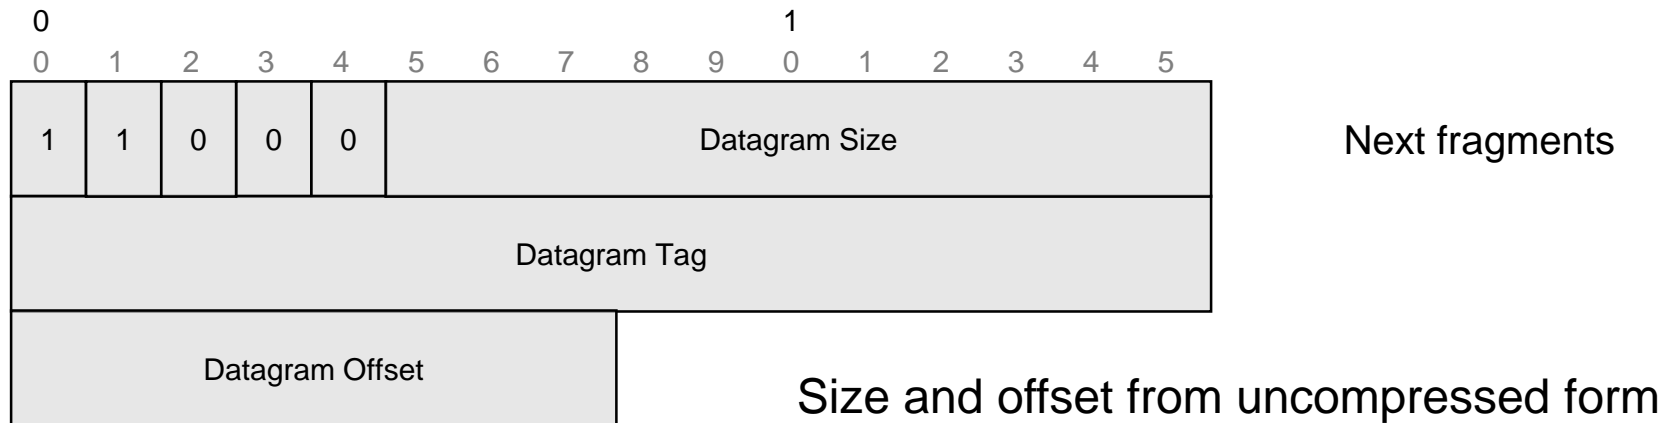 0 1
0 1 2 3 4 5 6 7 8 9 0 1 2 3 4 5
1 1 0 0 0 Datagram Size Next fragments
Datagram Tag
Datagram Offset
Size and offset from uncompressed form